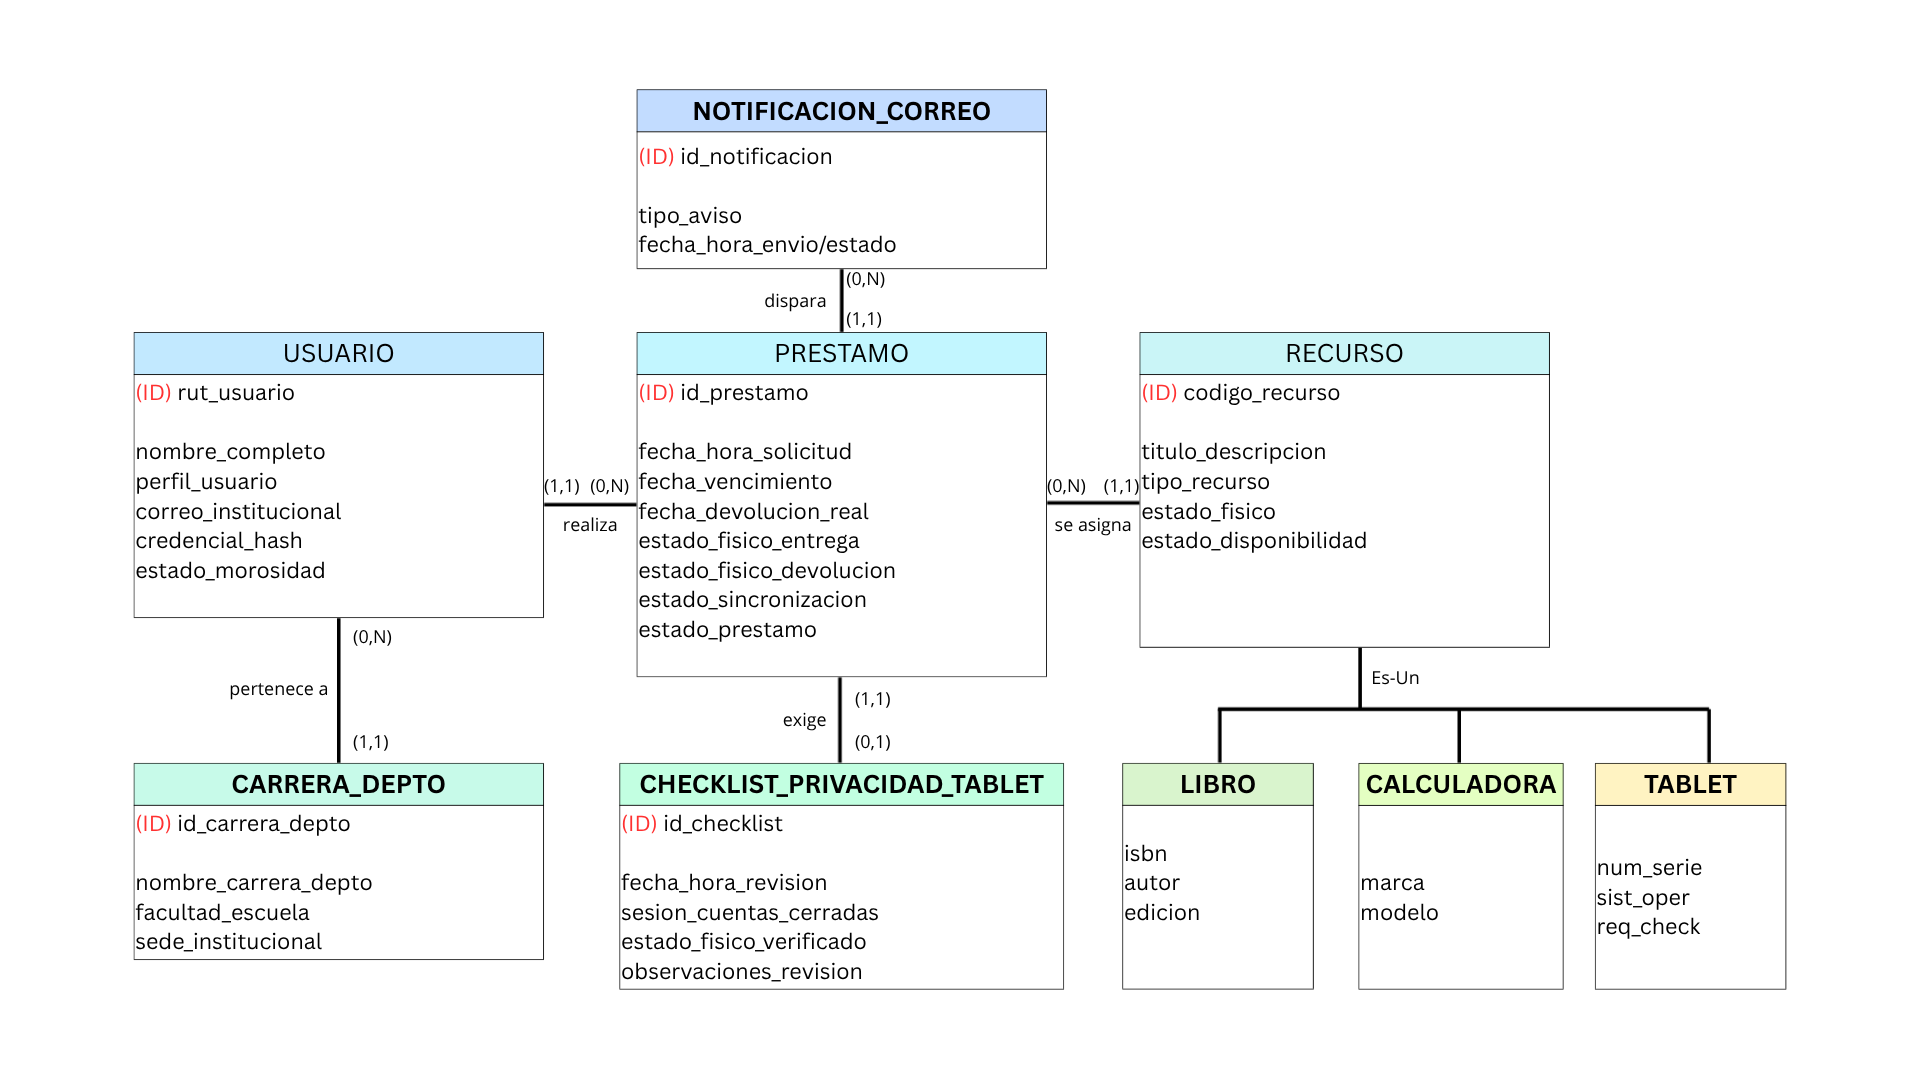 NOTIFICACION_CORREO
(ID) id_notificacion
tipo_aviso
fecha_hora_envio/estado
(0,N)
dispara
(1,1)
USUARIO
(ID) rut_usuario
nombre_completo
perfil_usuario
correo_institucional
credencial_hash
estado_morosidad
(1,1) (0,N)
realiza
PRESTAMO
(ID) id_prestamo
fecha_hora_solicitud
fecha_vencimiento
fecha_devolucion_real
estado_fisico_entrega
estado_fisico_devolucion
estado_sincronizacion
estado_prestamo
(0,N) (1,1)
se asigna
RECURSO
(ID) codigo_recurso
titulo_descripcion
tipo_recurso
estado_fisico
estado_disponibilidad
(0,N)
pertenece a
(1,1)
(1,1)
exige
(0,1)
Es-Un
CARRERA_DEPTO
(ID) id_carrera_depto
nombre_carrera_depto
facultad_escuela
sede_institucional
CHECKLIST_PRIVACIDAD_TABLET
(ID) id_checklist
fecha_hora_revision
sesion_cuentas_cerradas
estado_fisico_verificado
observaciones_revision
LIBRO
isbn
autor
edicion
CALCULADORA
marca
modelo
TABLET
num_serie
sist_oper
req_check